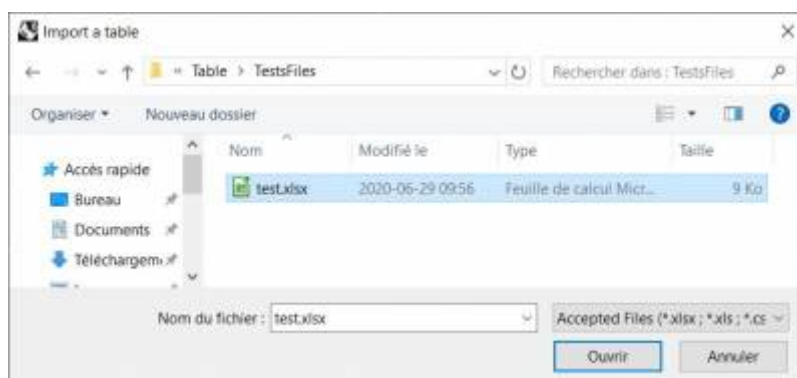 Import a table
« Table > TestsFiles
Rechercher dans : TestsFiles
Organiser
Nouveau dossier
Nom
Modifié le
Type
Taille
Accès rapide
Bureau
Documents
Téléchargem
test.xlsx
2020-06-29 09:56
Feuille de calcul Micr...
9 Ko
Nom du fichier :
test.xlsx
Accepted Files (*.xlsx ; *.xls ; *.cs
Ouvrir
Annuler